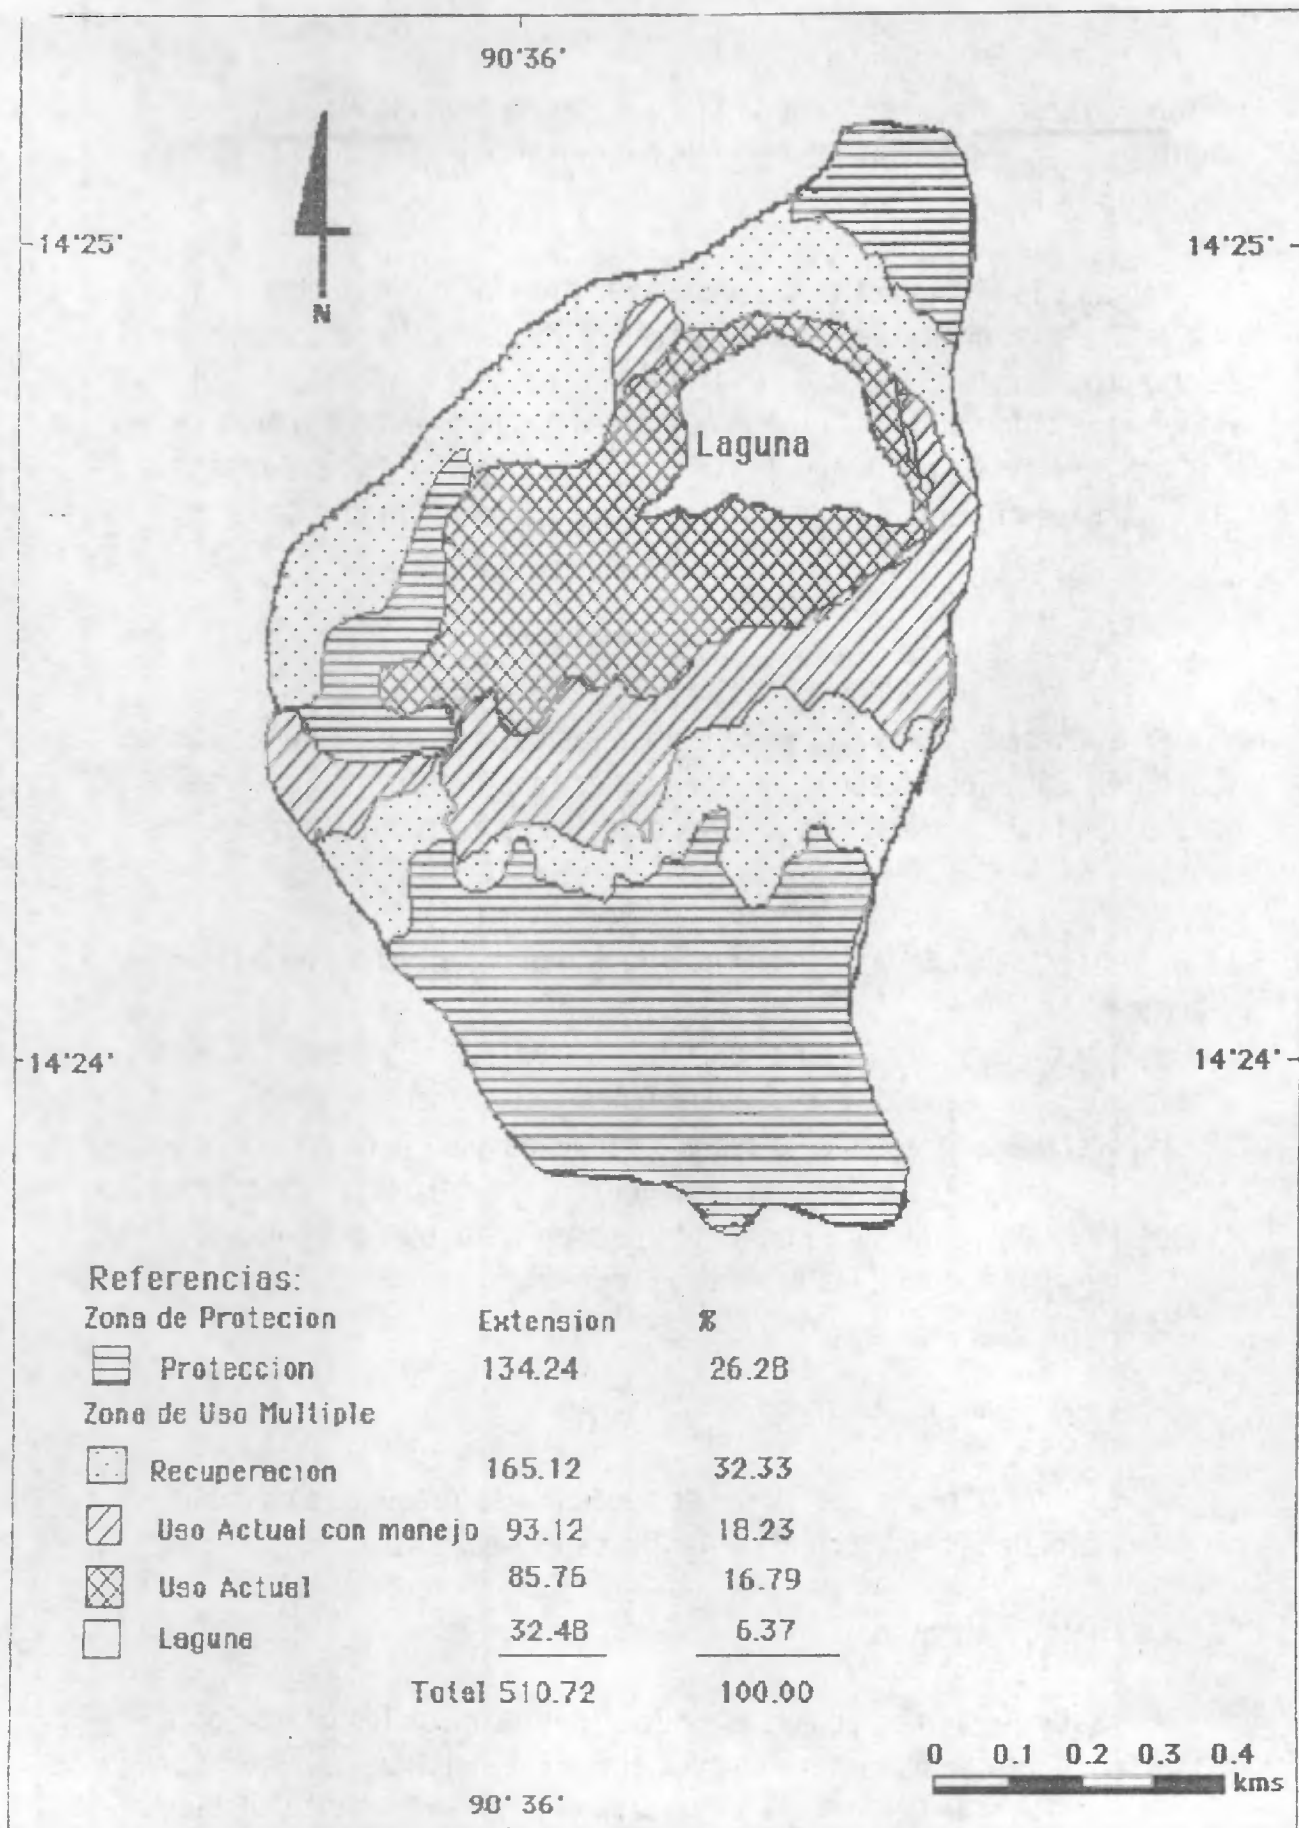 90°36'
14°25'
14°25'
N
Laguna
14°24'
14°24'
Referencias:
Zona de Protecion Extension %
Proteccion 134.24 26.28
Zona de Uso Multiple
Recuperacion 165.12 32.33
Uso Actual con manejo 93.12 18.23
Uso Actual 85.76 16.79
Laguna 32.48 6.37
Total 510.72 100.00
0 0.1 0.2 0.3 0.4
kms
90° 36'